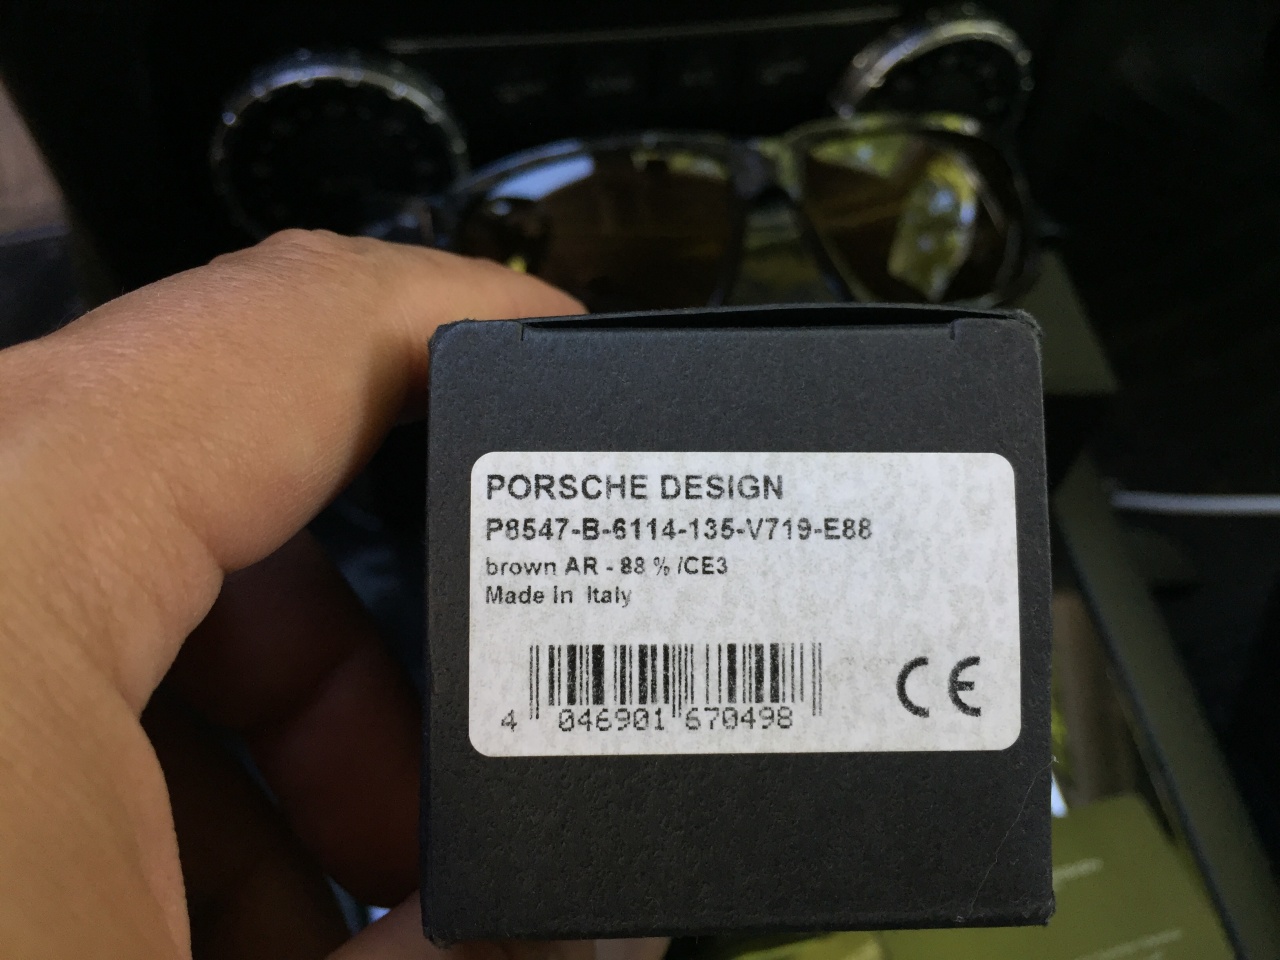 PORSCHE DESIGN
P8547-B-6114-135-V719-E88
brown AR - 88 % /CE3
Made in Italy
4 046901 670498
CE